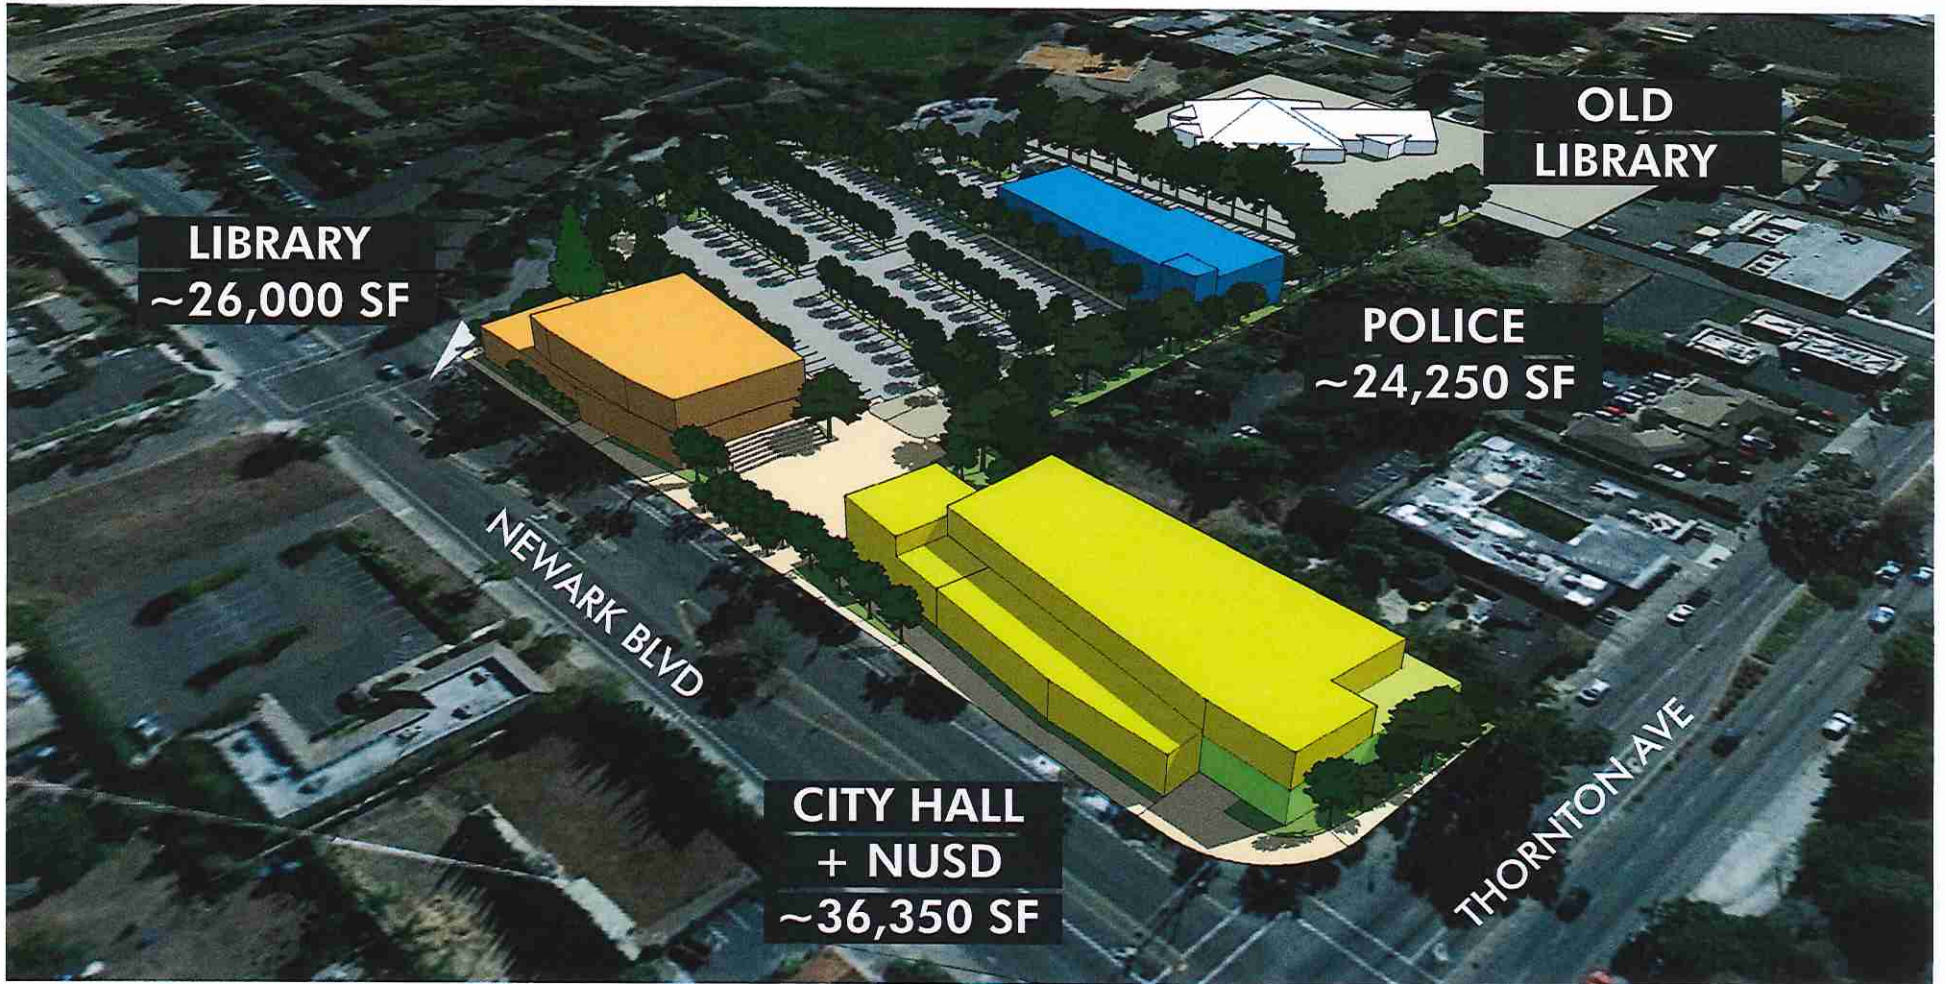 OLD
LIBRARY
LIBRARY
~26,000 SF
POLICE
~24,250 SF
NEWARK BLVD
THORNTON AVE
CITY HALL
+ NUSD
~36,350 SF